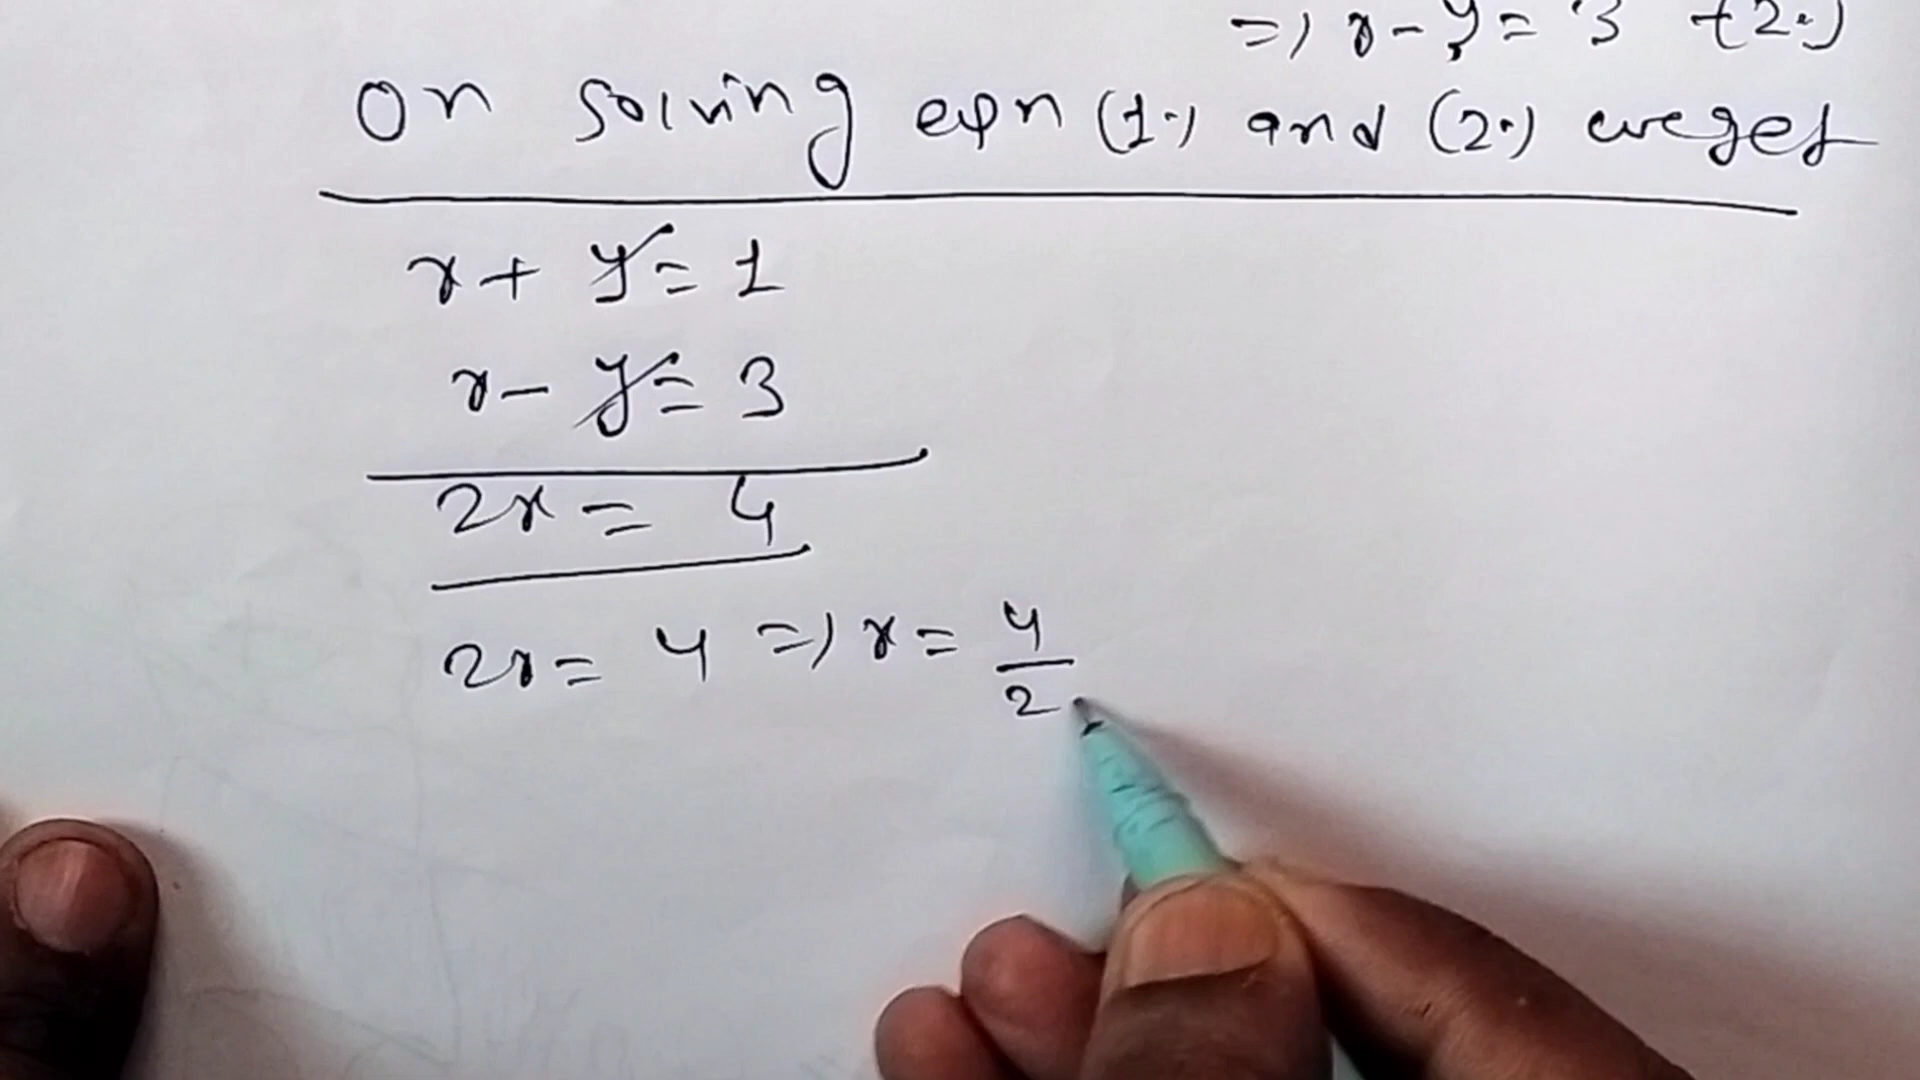 =) x - y = 3 -(2.)
On solving eqn (1.) and (2.) we get
x + y = 1
x - y = 3
2x = 4
2x = 4 =) x = 4/2